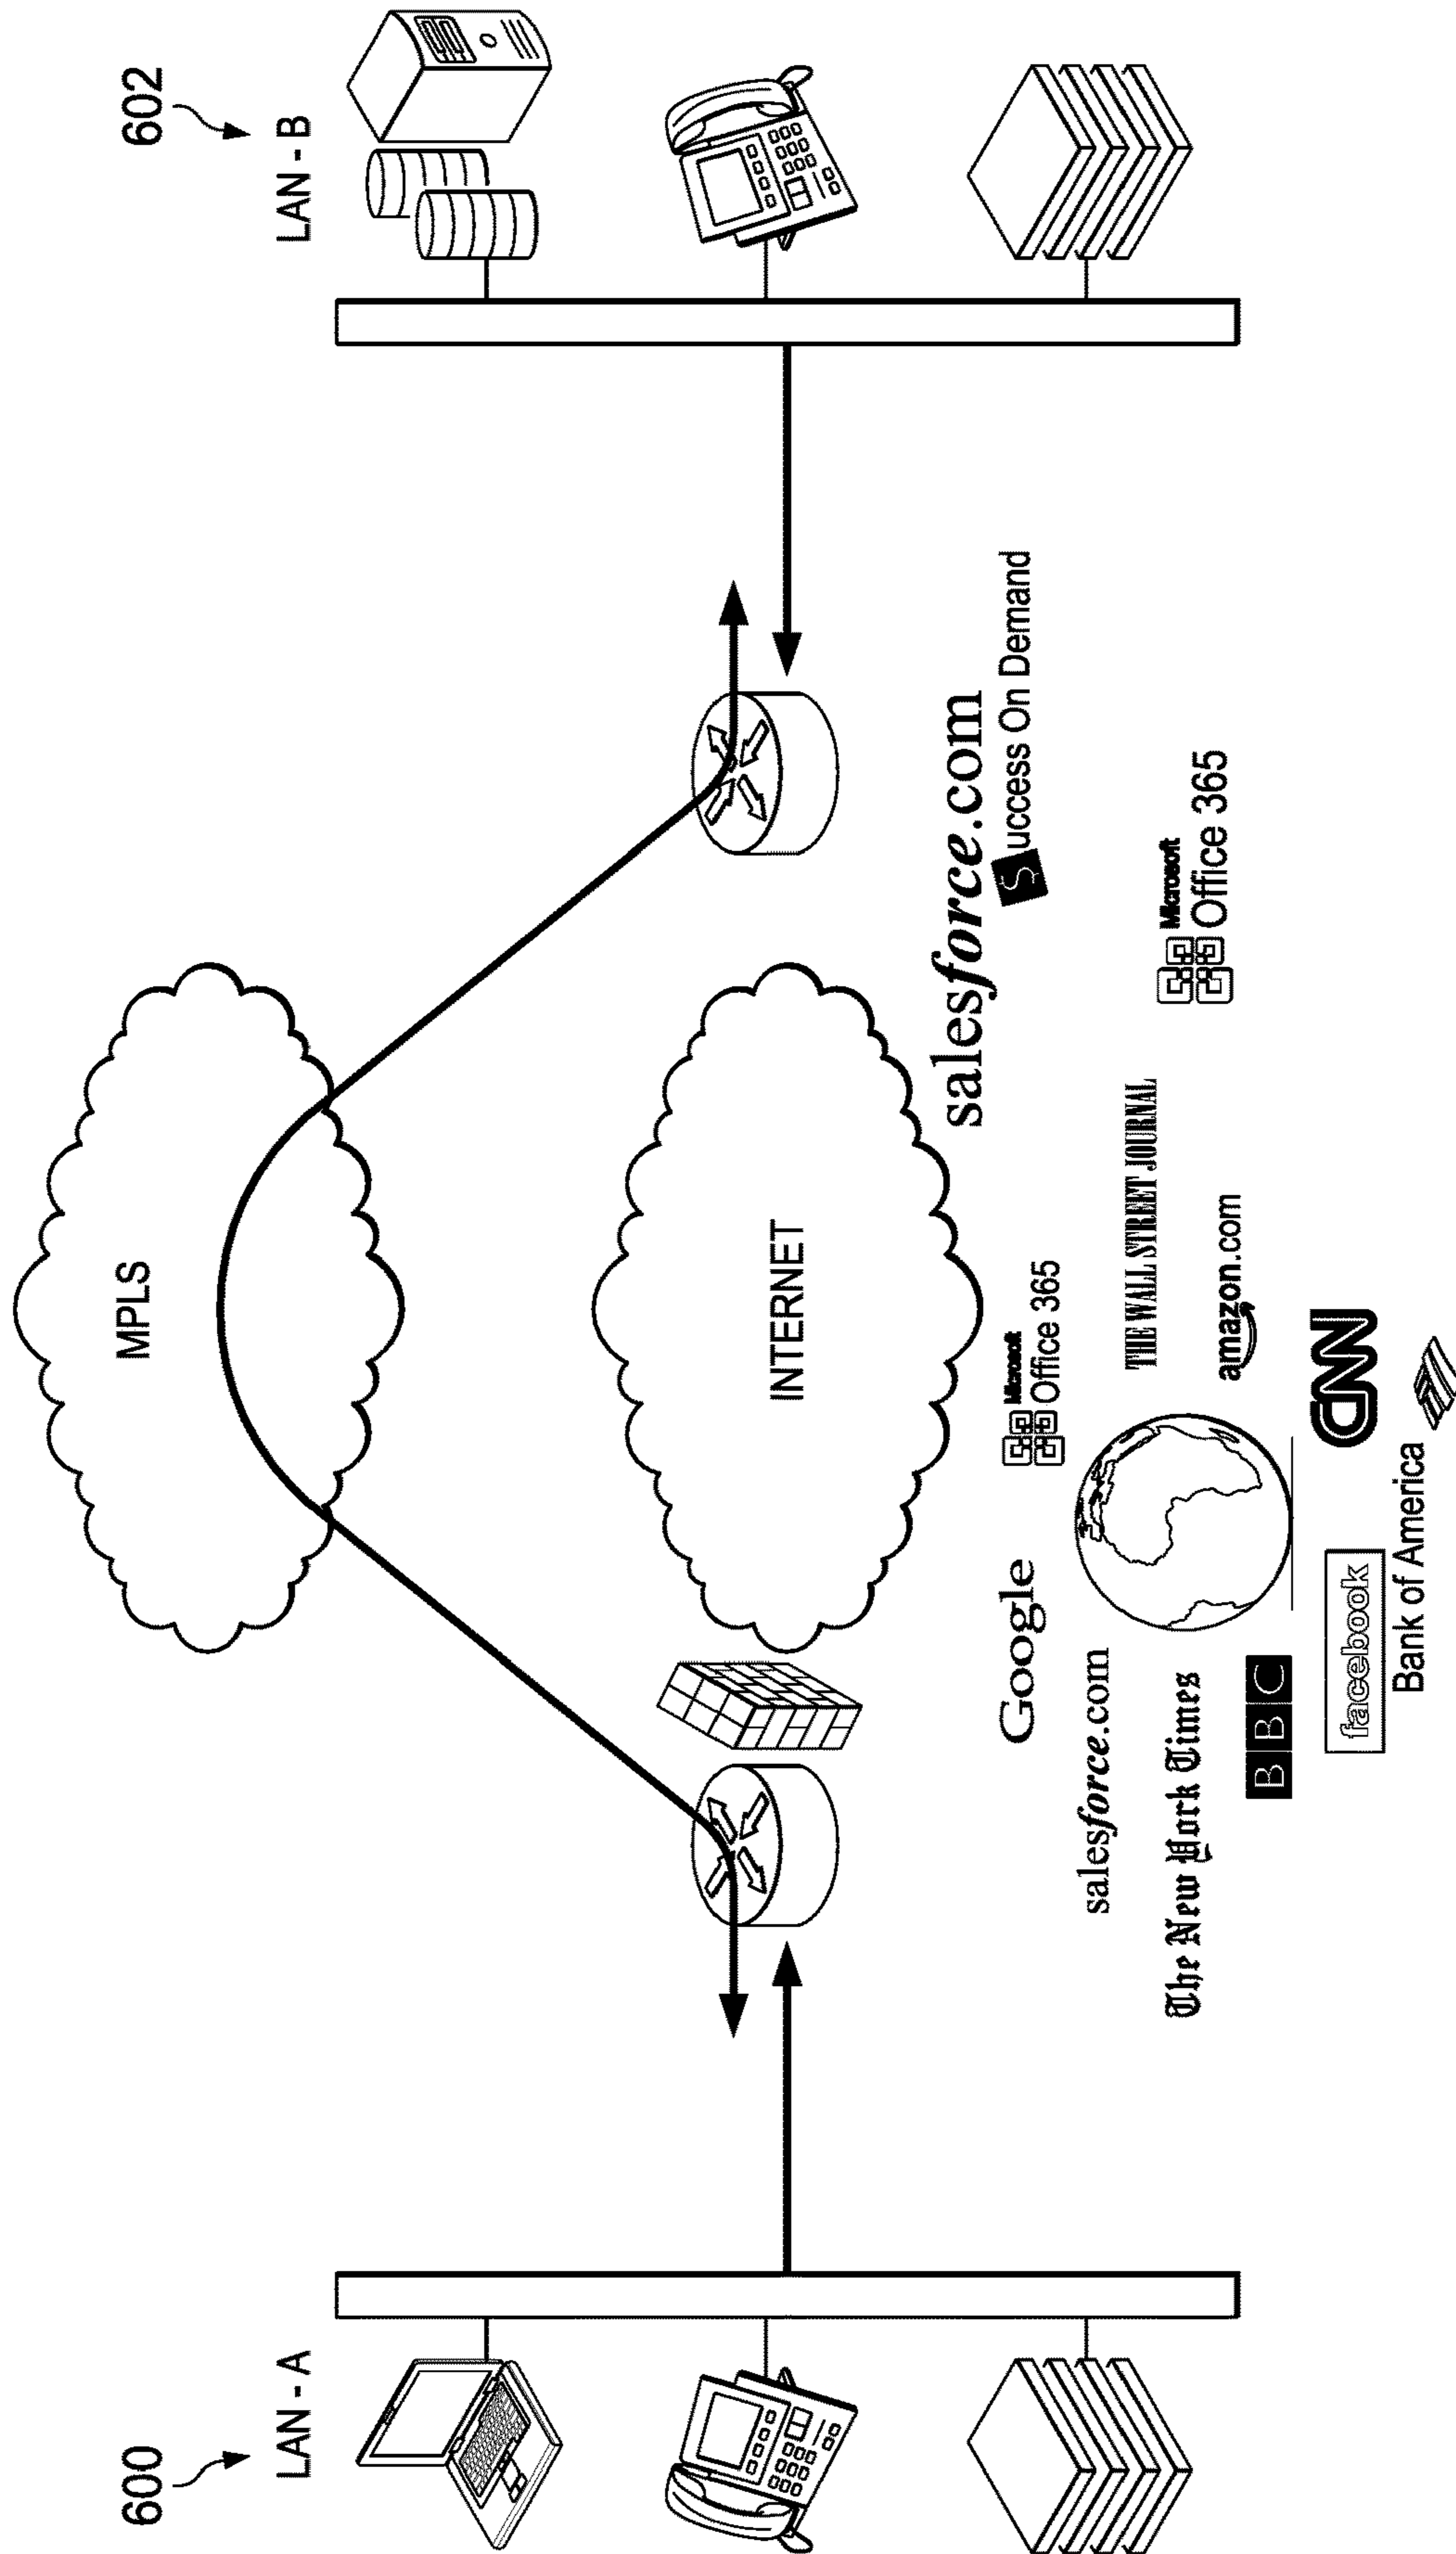 600
LAN - A
602
LAN - B
MPLS
INTERNET
Google
Microsoft
Office 365
salesforce.com
Success On Demand
salesforce.com
THE WALL STREET JOURNAL
Microsoft
Office 365
The New York Times
amazon.com
BBC
CNN
facebook
Bank of America